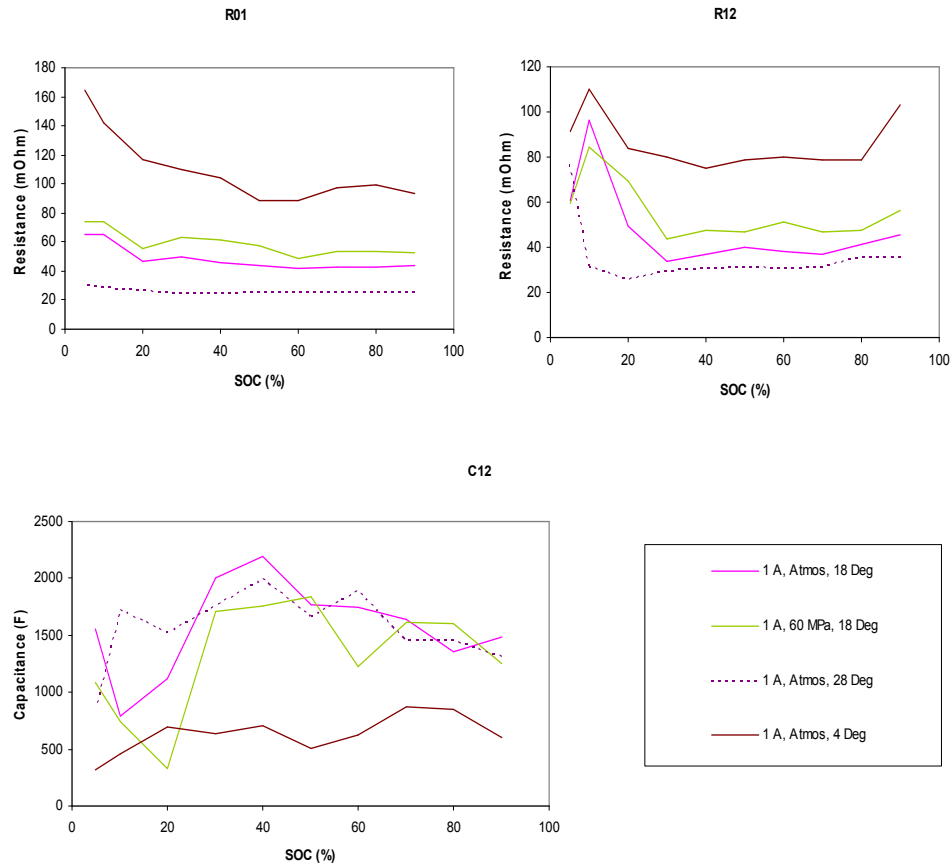 R01
180
160
140
120
100
80
60
40
20
0
Resistance (mOhm)
0 20 40 60 80 100
SOC (%)
R12
120
100
80
60
40
20
0
Resistance (mOhm)
0 20 40 60 80 100
SOC (%)
C12
2500
2000
1500
1000
500
0
Capacitance (F)
0 20 40 60 80 100
SOC (%)
1 A, Atmos, 18 Deg
1 A, 60 MPa, 18 Deg
1 A, Atmos, 28 Deg
1 A, Atmos, 4 Deg